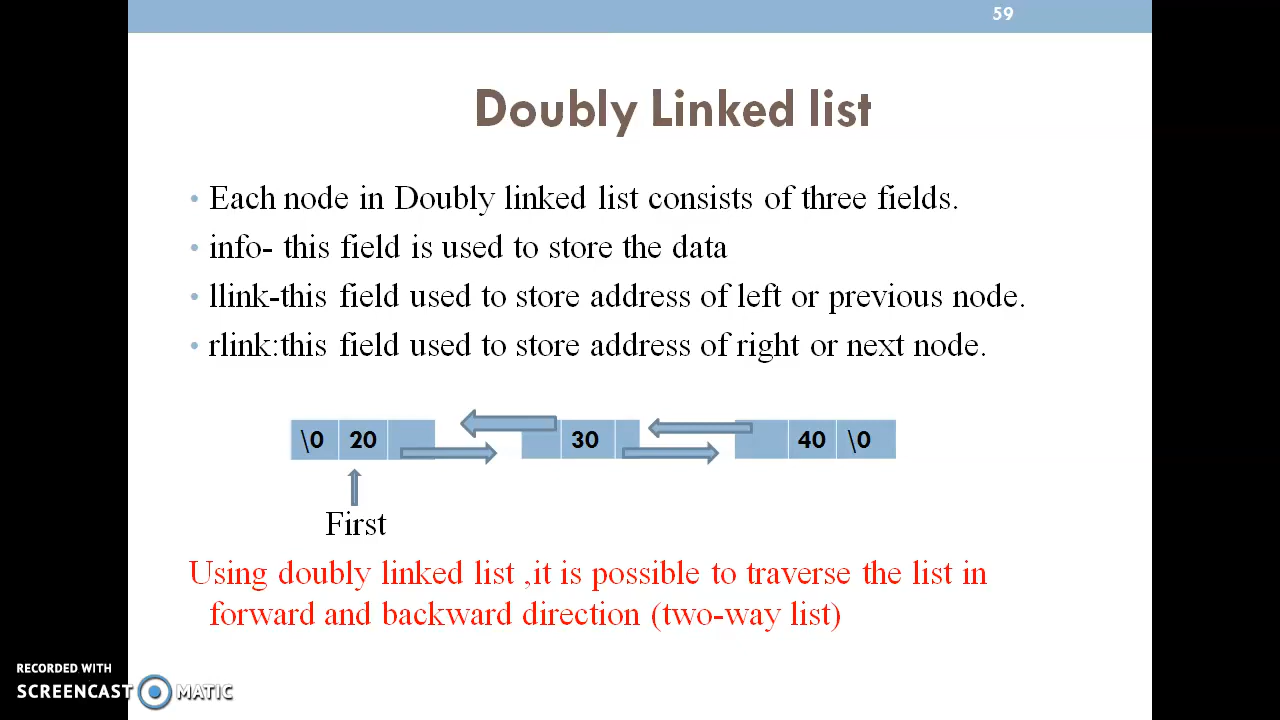 59
Doubly Linked list
• Each node in Doubly linked list consists of three fields.
• info- this field is used to store the data
• llink-this field used to store address of left or previous node.
• rlink:this field used to store address of right or next node.
\0 20 30 40 \0
First
Using doubly linked list ,it is possible to traverse the list in
forward and backward direction (two-way list)
RECORDED WITH
SCREENCAST MATIC